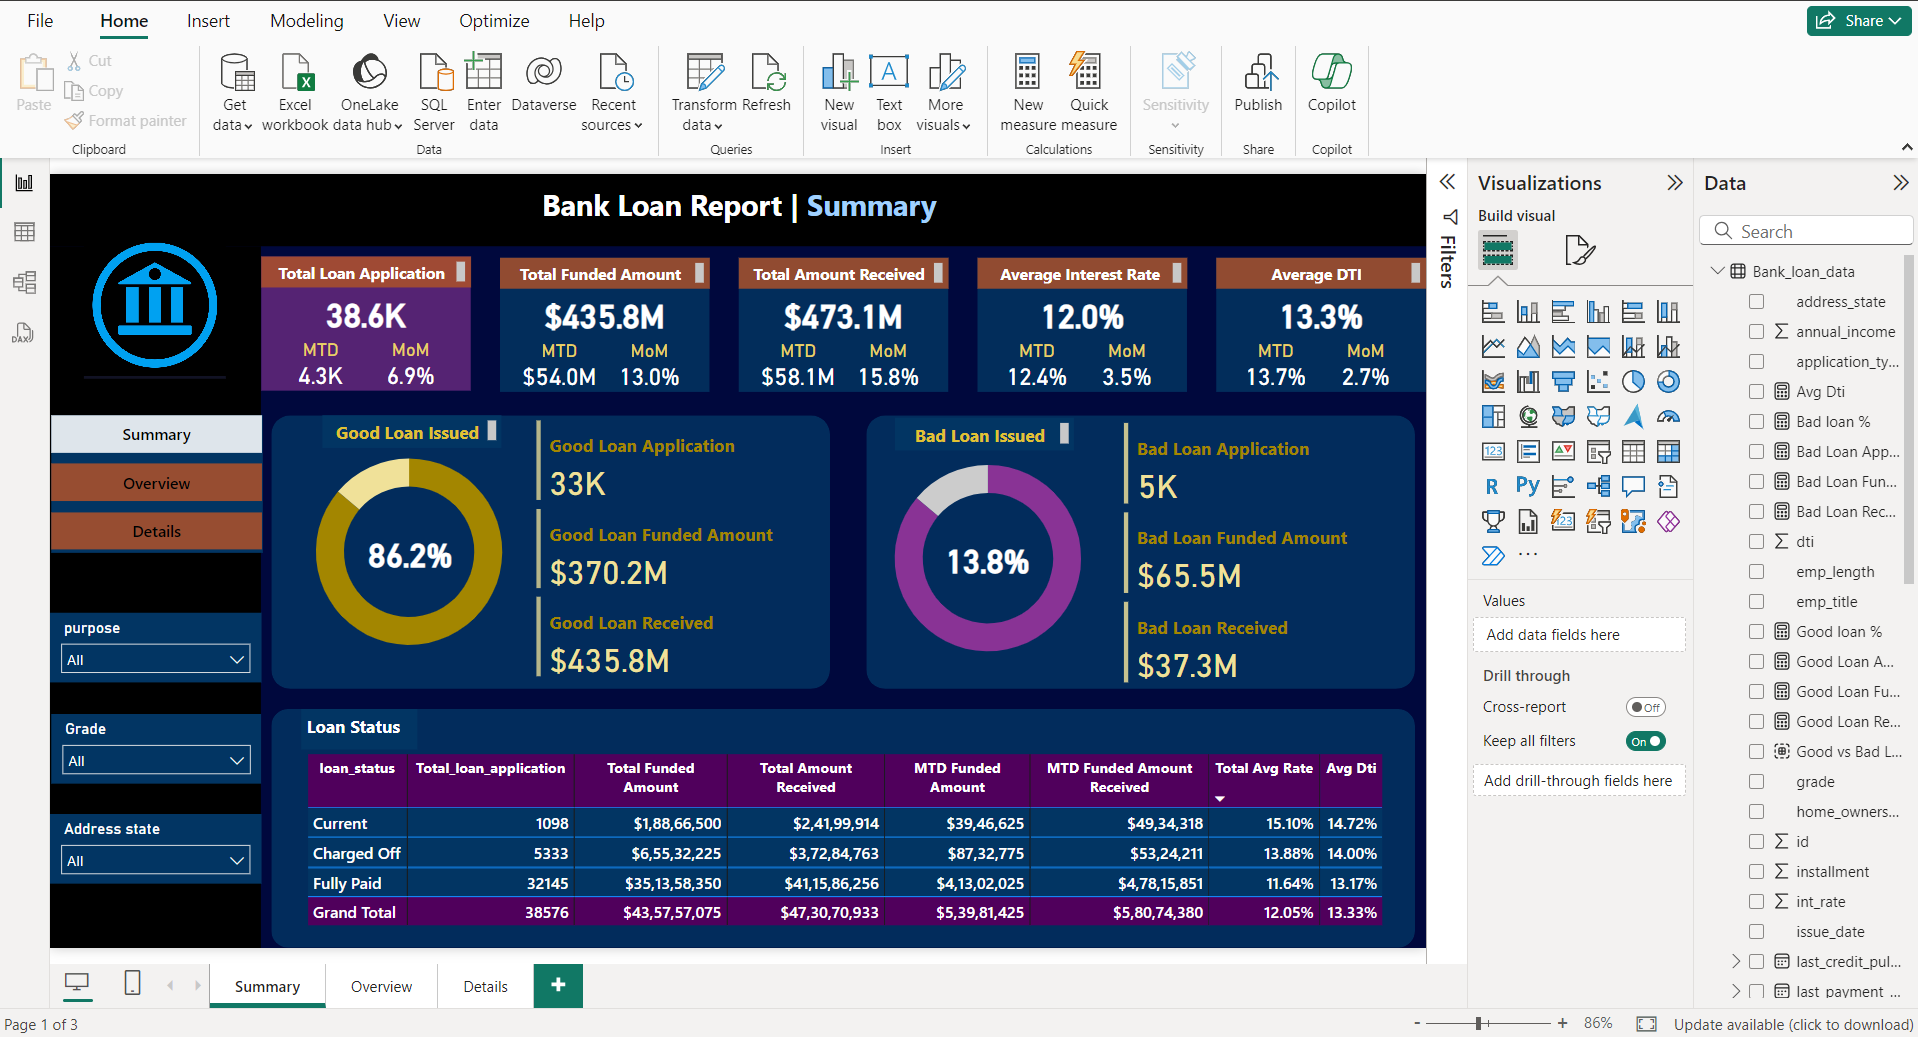 File Home Insert Modeling View Optimize Help Share
Paste
Cut
Copy
Format painter
Clipboard
Get data
Excel workbook
OneLake data hub
SQL Server
Enter data
Dataverse
Recent sources
Data
Transform data
Refresh
Queries
New visual
Text box
More visuals
Insert
New measure
Quick measure
Calculations
Sensitivity
Sensitivity
Publish
Share
Copilot
Copilot
Bank Loan Report | Summary
Total Loan Application
38.6K
MTD MoM
4.3K 6.9%
Total Funded Amount
$435.8M
MTD MoM
$54.0M 13.0%
Total Amount Received
$473.1M
MTD MoM
$58.1M 15.8%
Average Interest Rate
12.0%
MTD MoM
12.4% 3.5%
Average DTI
13.3%
MTD MoM
13.7% 2.7%
Summary
Overview
Details
purpose
All
Grade
All
Address state
All
Good Loan Issued
86.2%
Good Loan Application
33K
Good Loan Funded Amount
$370.2M
Good Loan Received
$435.8M
Bad Loan Issued
13.8%
Bad Loan Application
5K
Bad Loan Funded Amount
$65.5M
Bad Loan Received
$37.3M
Loan Status
loan_status Total_loan_application Total Funded Amount Total Amount Received MTD Funded Amount MTD Funded Amount Received Total Avg Rate Avg Dti
Current 1098 $1,88,66,500 $2,41,99,914 $39,46,625 $49,34,318 15.10% 14.72%
Charged Off 5333 $6,55,32,225 $3,72,84,763 $87,32,775 $53,24,211 13.88% 14.00%
Fully Paid 32145 $35,13,58,350 $41,15,86,256 $4,13,02,025 $4,78,15,851 11.64% 13.17%
Grand Total 38576 $43,57,57,075 $47,30,70,933 $5,39,81,425 $5,80,74,380 12.05% 13.33%
Filters
Visualizations
Build visual
123
R Py
123
Values
Add data fields here
Drill through
Cross-report Off
Keep all filters On
Add drill-through fields here
Data
Search
Bank_loan_data
address_state
annual_income
application_ty...
Avg Dti
Bad loan %
Bad Loan App...
Bad Loan Fun...
Bad Loan Rec...
dti
emp_length
emp_title
Good loan %
Good Loan A...
Good Loan Fu...
Good Loan Re...
Good vs Bad L...
grade
home_owners...
id
installment
int_rate
issue_date
last_credit_pul...
last_payment_...
DAX
Summary Overview Details +
Page 1 of 3
- + 86% Update available (click to download)